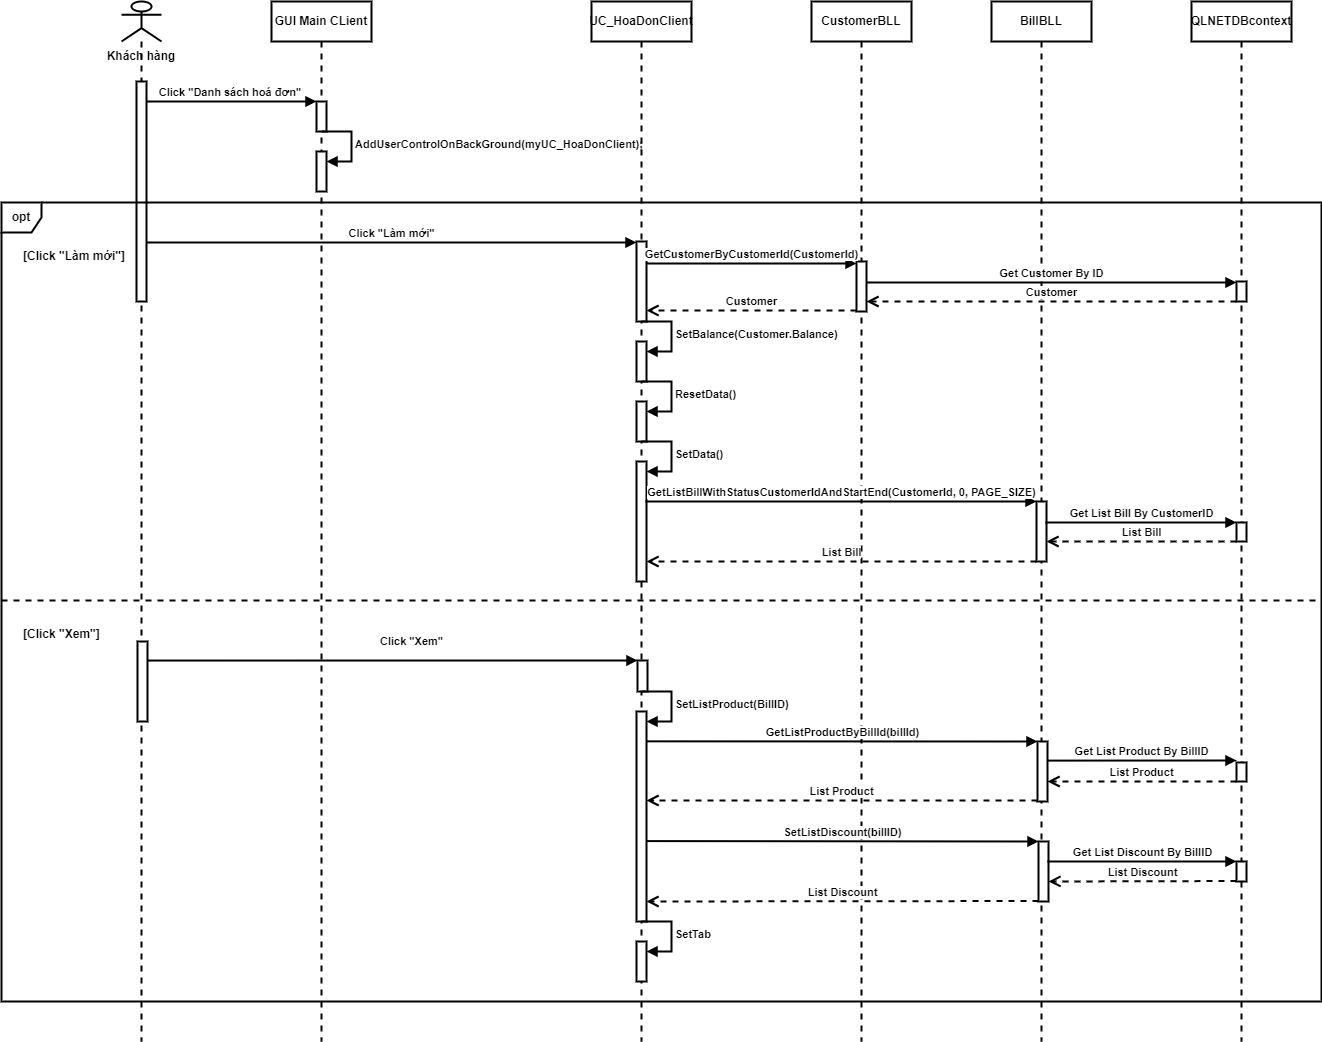 GUI Main CLient
UC_HoaDonClient
CustomerBLL
BillBLL
QLNETDBcontext
Khách hàng
Click "Danh sách hoá đơn"
AddUserControlOnBackGround(myUC_HoaDonClient)
opt
[Click "Làm mới"]
Click "Làm mới"
GetCustomerByCustomerId(CustomerId)
Get Customer By ID
Customer
Customer
SetBalance(Customer.Balance)
ResetData()
SetData()
GetListBillWithStatusCustomerIdAndStartEnd(CustomerId, 0, PAGE_SIZE)
Get List Bill By CustomerID
List Bill
List Bill
[Click "Xem"]
Click "Xem"
SetListProduct(BillID)
GetListProductByBillId(billId)
Get List Product By BillID
List Product
List Product
SetListDiscount(billID)
Get List Discount By BillID
List Discount
List Discount
SetTab